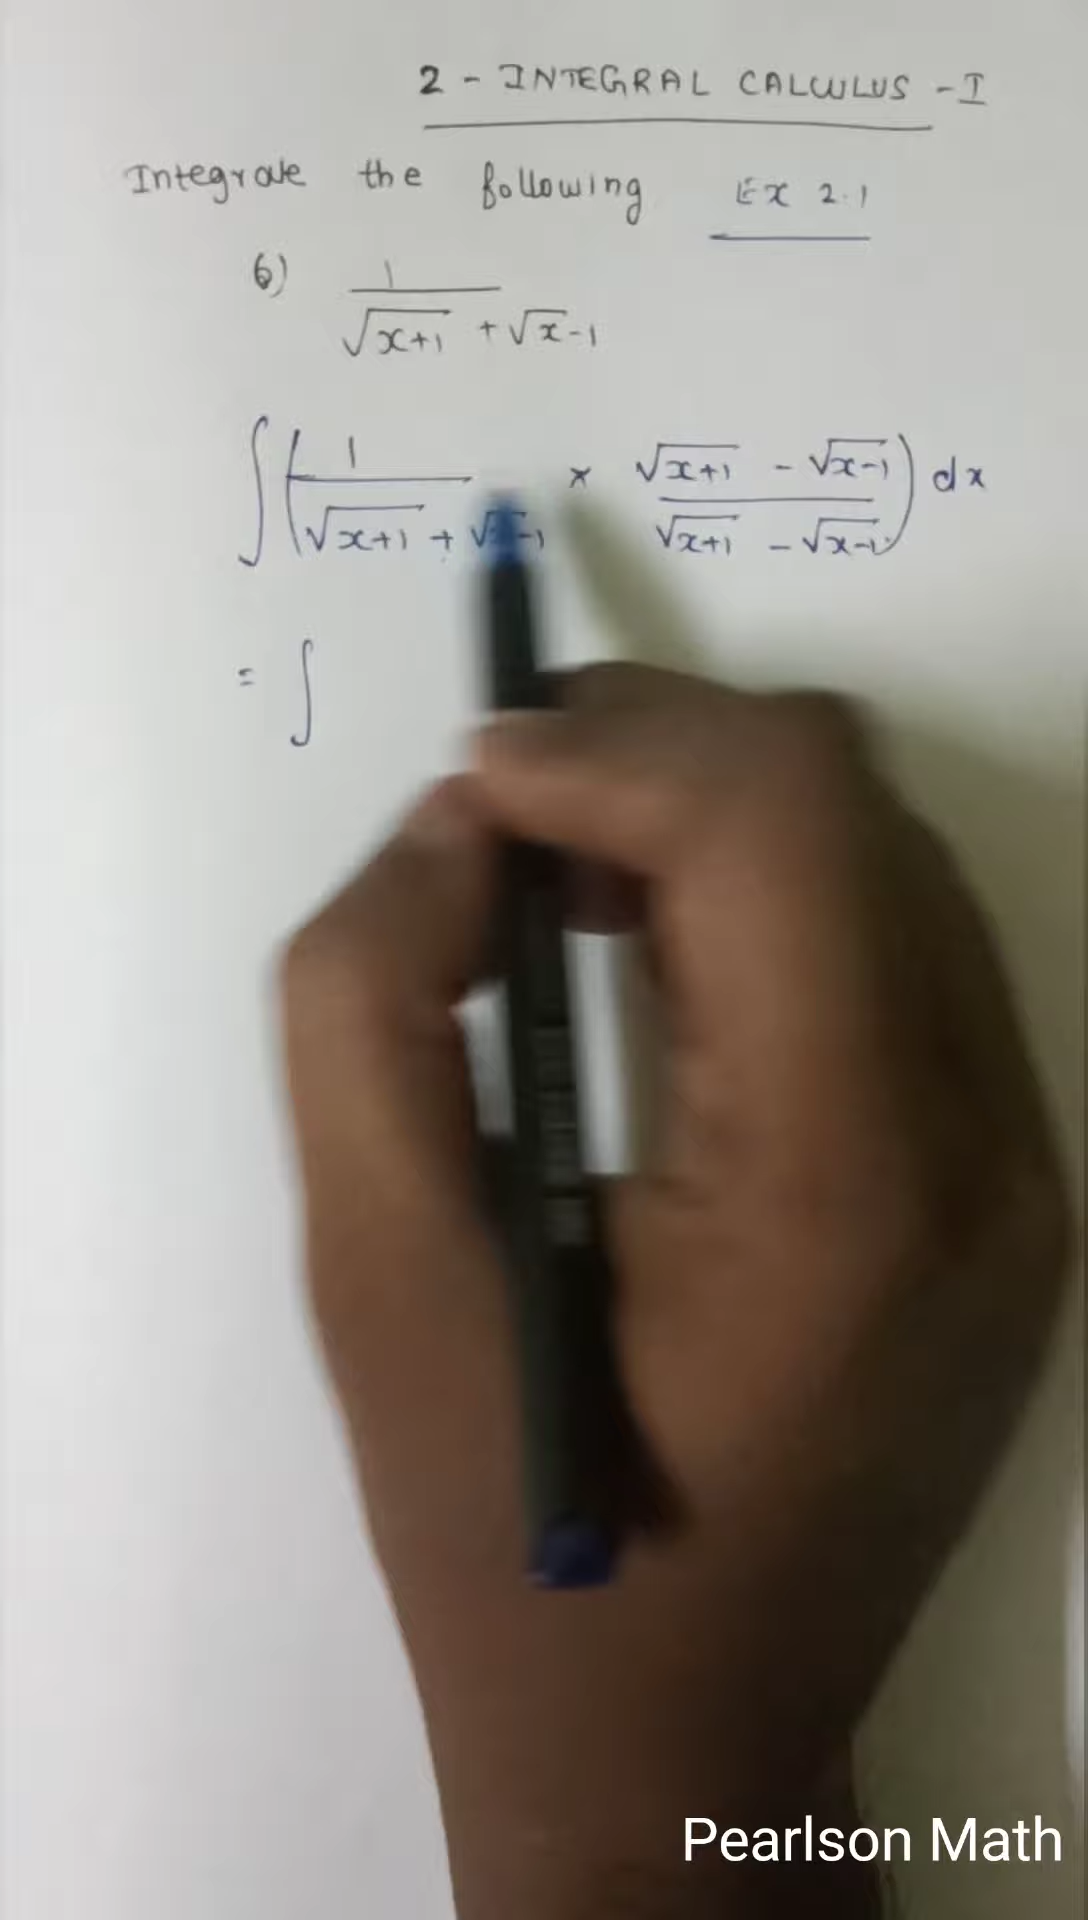 2 - INTEGRAL CALCULUS - I
Integrate the following Ex 2.1
6) 1/(√(x+1) + √x-1)
∫(1/(√(x+1) + √x-1) × (√(x+1) - √(x-1))/(√(x+1) - √(x-1))) dx
= ∫
Pearlson Math